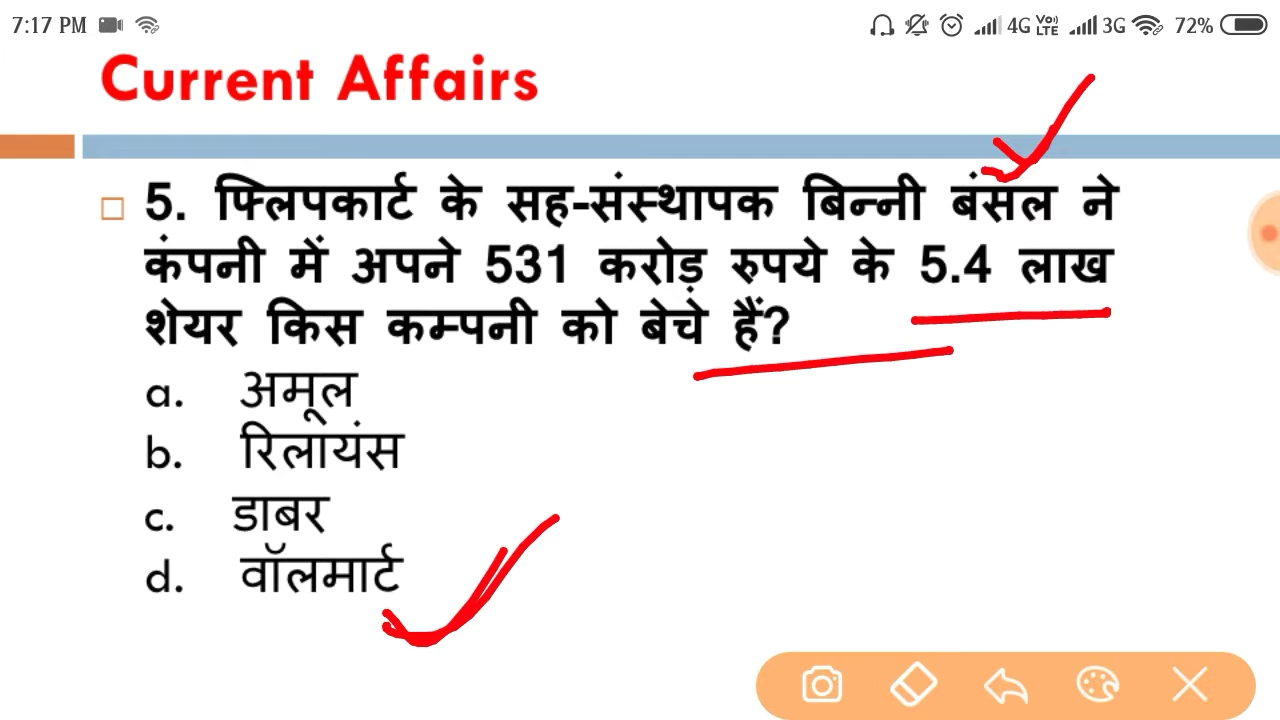 7:17 PM 4G VoLTE 3G 72%
Current Affairs
5. फ्लिपकार्ट के सह-संस्थापक बिन्नी बंसल ने
कंपनी में अपने 531 करोड़ रुपये के 5.4 लाख
शेयर किस कम्पनी को बेचे हैं?
a. अमूल
b. रिलायंस
c. डाबर
d. वॉलमार्ट